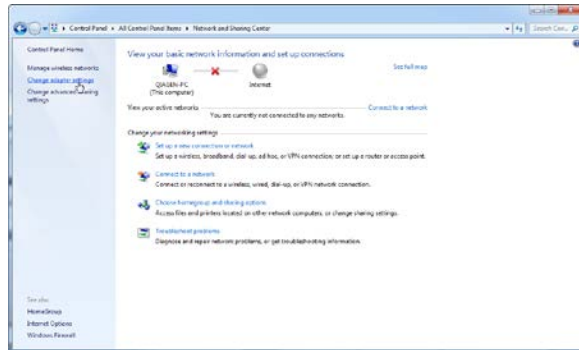 Control Panel ▸ All Control Panel Items ▸ Network and Sharing Center
Search Con...
Control Panel Home
Manage wireless networks
Change adapter settings
Change advanced sharing
settings
View your basic network information and set up connections
See full map
QIASEN-PC
(This computer)
Internet
View your active networks
Connect to a network
You are currently not connected to any networks.
Change your networking settings
Set up a new connection or network
Set up a wireless, broadband, dial-up, ad hoc, or VPN connection; or set up a router or access point.
Connect to a network
Connect or reconnect to a wireless, wired, dial-up, or VPN network connection.
Choose homegroup and sharing options
Access files and printers located on other network computers, or change sharing settings.
Troubleshoot problems
Diagnose and repair network problems, or get troubleshooting information.
See also
HomeGroup
Internet Options
Windows Firewall